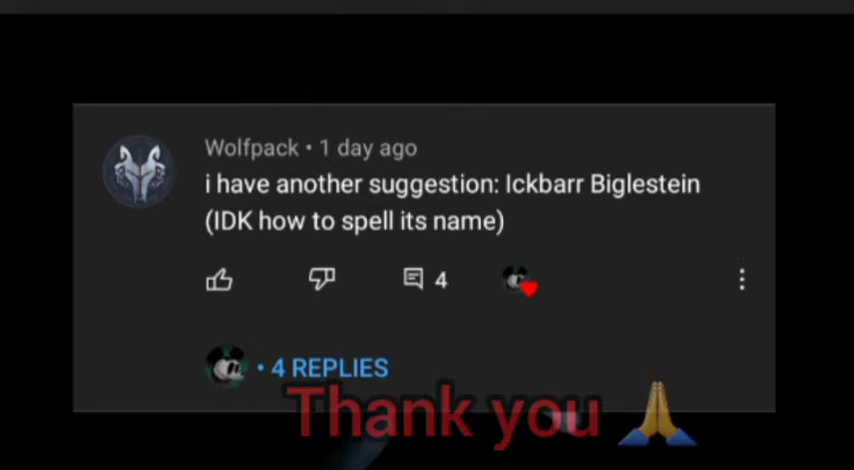 Wolfpack • 1 day ago
i have another suggestion: Ickbarr Biglestein
(IDK how to spell its name)
4
• 4 REPLIES
Thank you 🙏